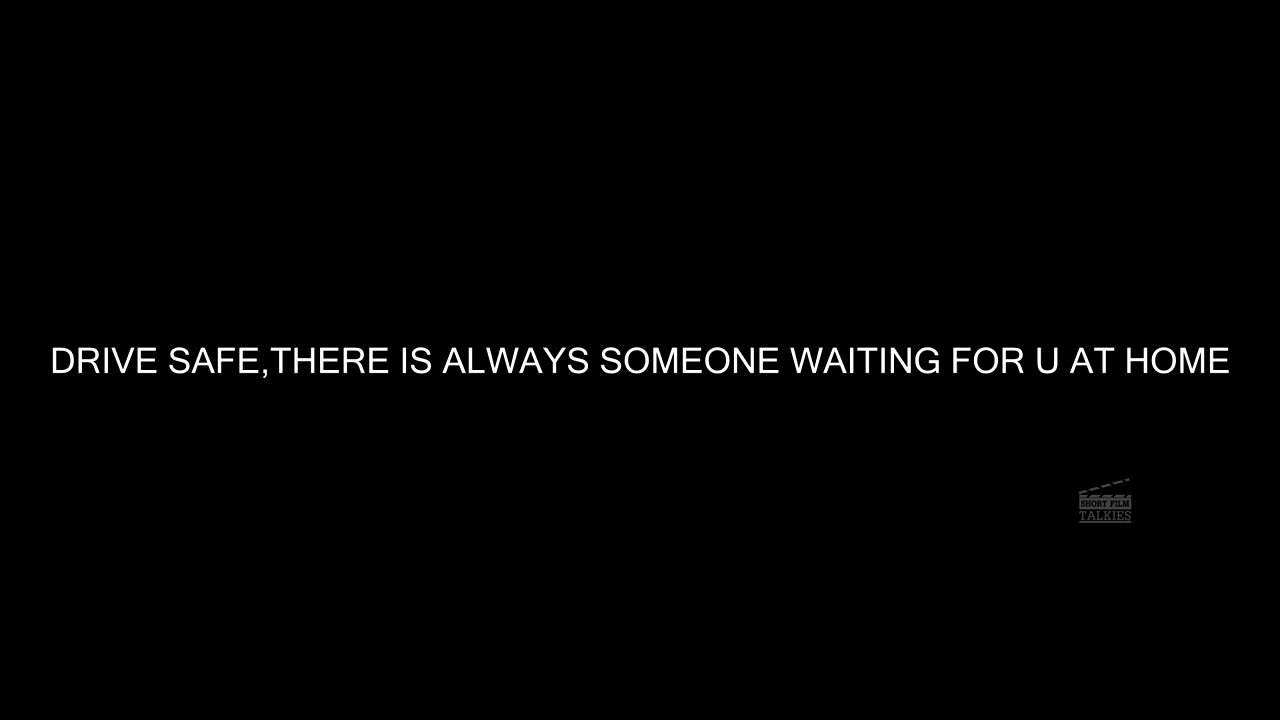 DRIVE SAFE,THERE IS ALWAYS SOMEONE WAITING FOR U AT HOME
SHORT FILM
TALKIES